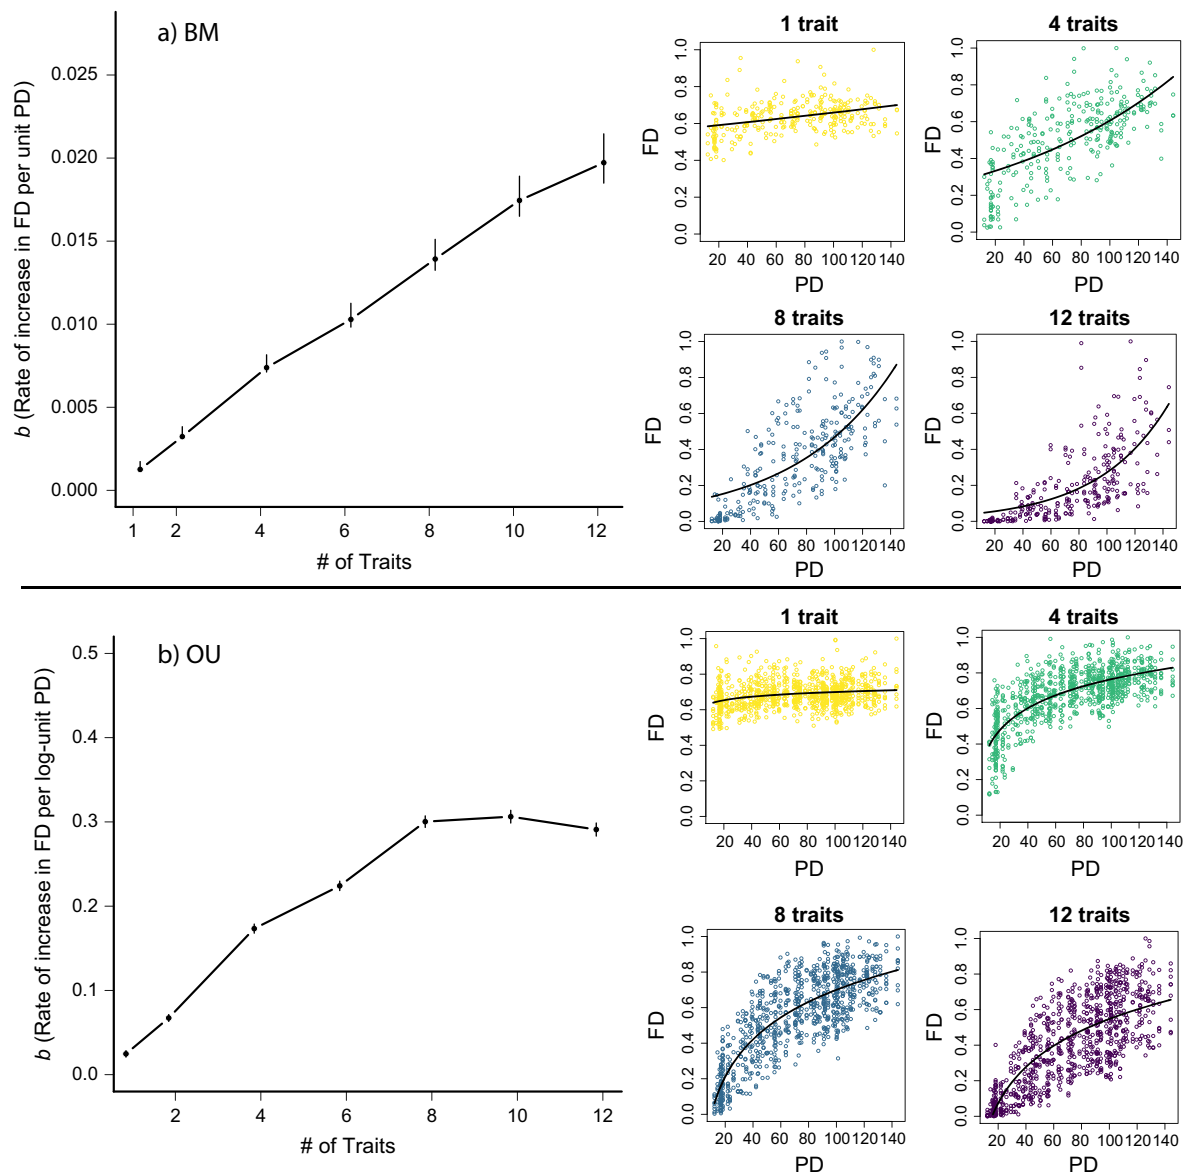 a) BM
b (Rate of increase in FD per unit PD)
0.025
0.020
0.015
0.010
0.005
0.000
1 2 4 6 8 10 12
# of Traits
1 trait
FD
1.0
0.8
0.6
0.4
0.2
0.0
20 40 60 80 100 120 140
PD
4 traits
FD
1.0
0.8
0.6
0.4
0.2
0.0
20 40 60 80 100 120 140
PD
8 traits
FD
1.0
0.8
0.6
0.4
0.2
0.0
20 40 60 80 100 120 140
PD
12 traits
FD
1.0
0.8
0.6
0.4
0.2
0.0
20 40 60 80 100 120 140
PD
b) OU
b (Rate of increase in FD per log-unit PD)
0.5
0.4
0.3
0.2
0.1
0.0
2 4 6 8 10 12
# of Traits
1 trait
FD
1.0
0.8
0.6
0.4
0.2
0.0
20 40 60 80 100 120 140
PD
4 traits
FD
1.0
0.8
0.6
0.4
0.2
0.0
20 40 60 80 100 120 140
PD
8 traits
FD
1.0
0.8
0.6
0.4
0.2
0.0
20 40 60 80 100 120 140
PD
12 traits
FD
1.0
0.8
0.6
0.4
0.2
0.0
20 40 60 80 100 120 140
PD